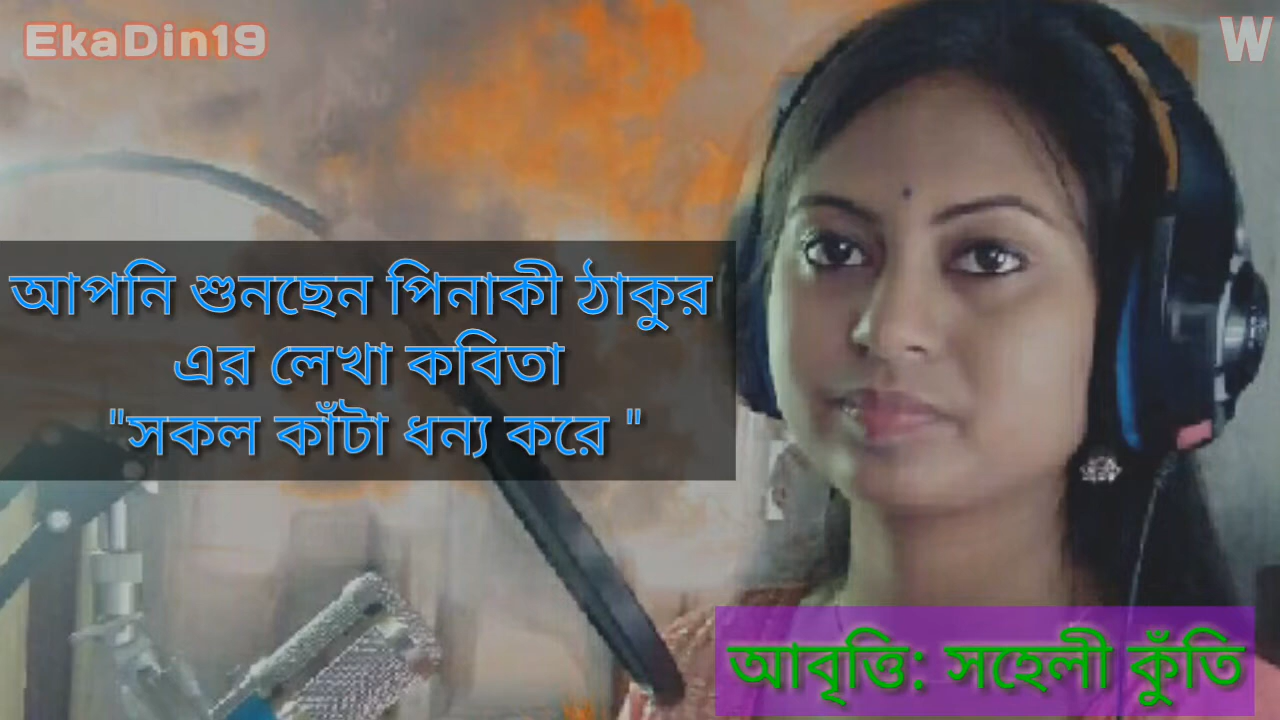 EkaDin19
W
আপনি শুনছেন পিনাকী ঠাকুর
এর লেখা কবিতা
"সকল কাঁটা ধন্য করে "
আবৃত্তি: সহেলী কুঁতি